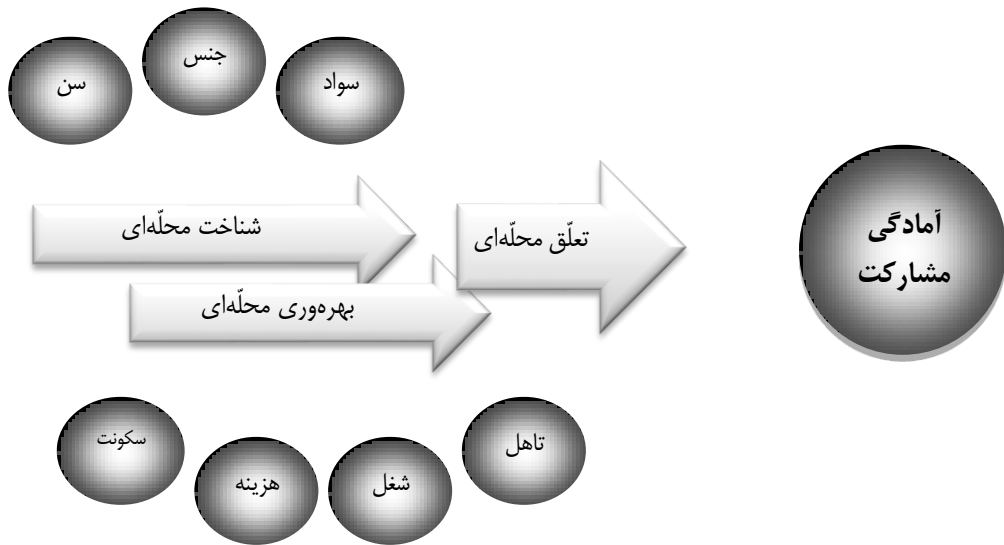 جنس
سواد
سن
آمادگی
مشارکت
شناخت محلّه‌ای
تعلّق محلّه‌ای
بهره‌وری محلّه‌ای
تاهل
سکونت
شغل
هزینه